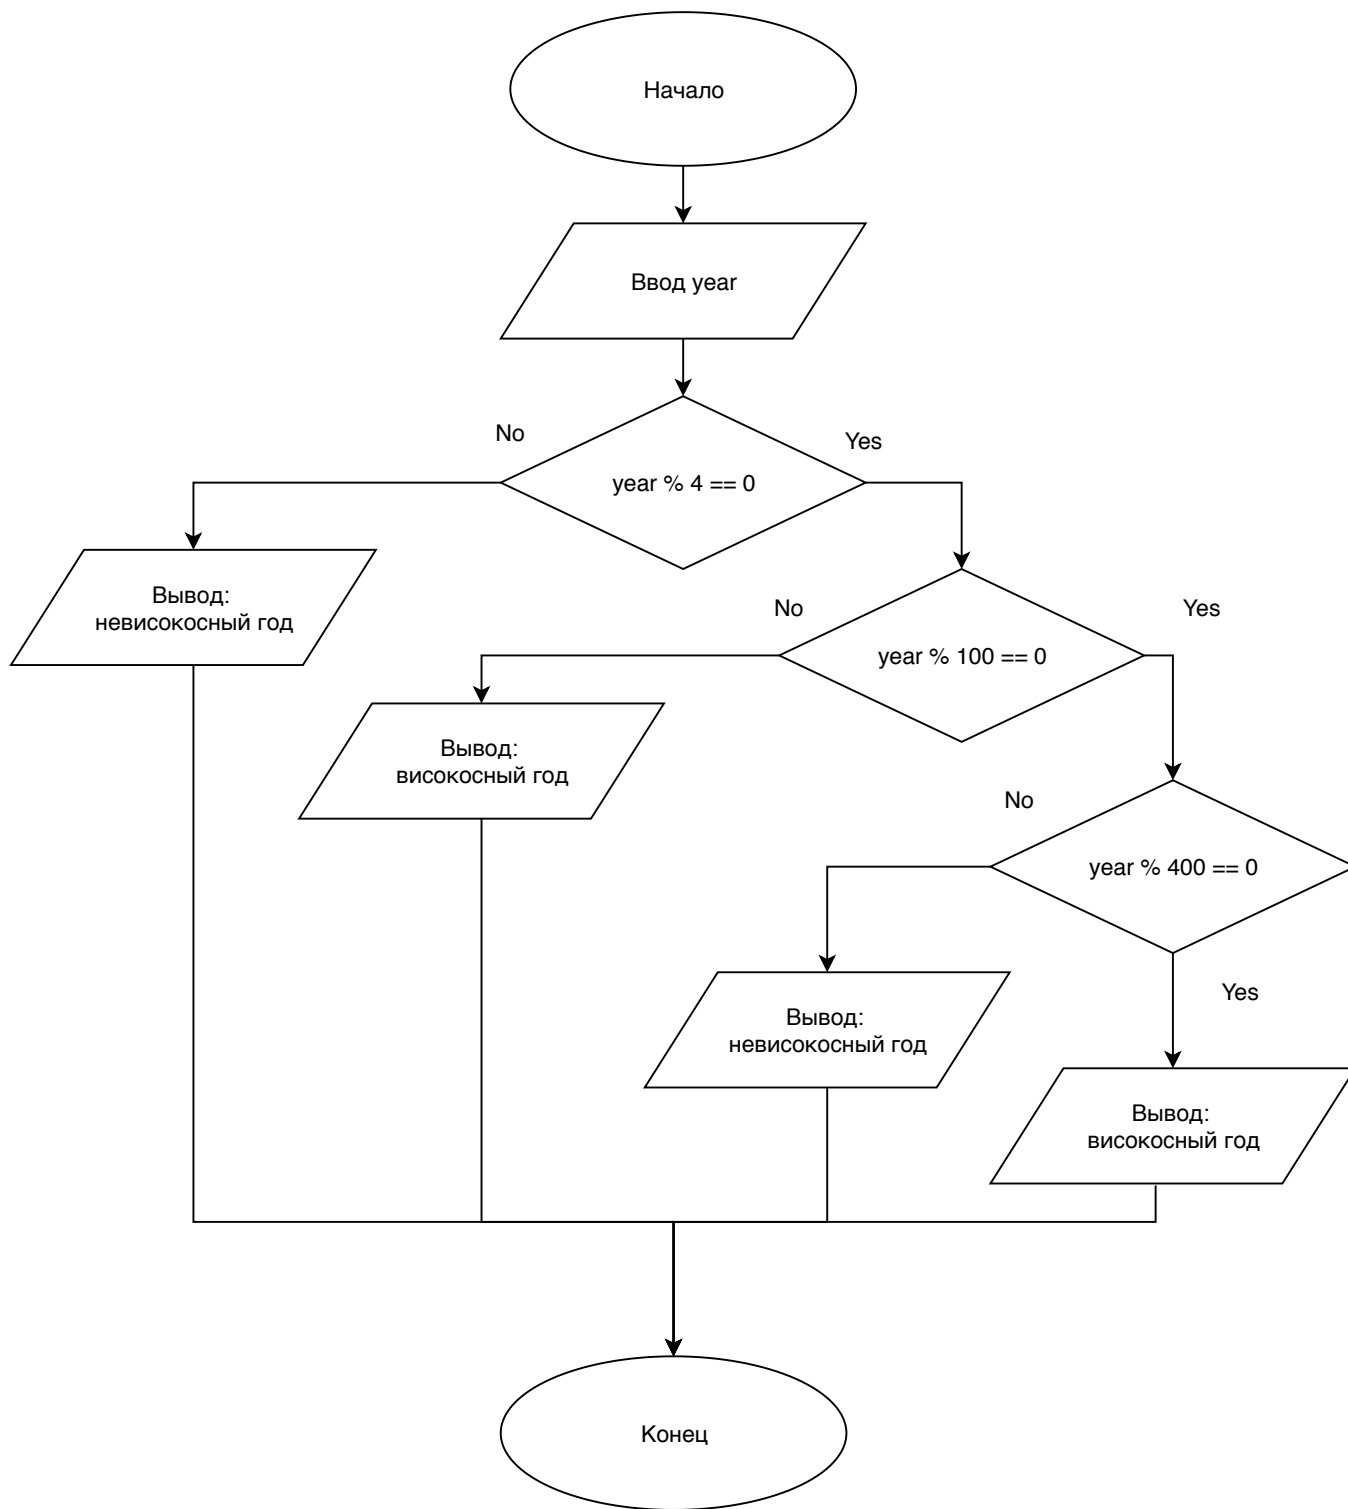 Начало
Ввод year
No
Yes
year % 4 == 0
Вывод:
невисокосный год
No
Yes
year % 100 == 0
Вывод:
високосный год
No
year % 400 == 0
Yes
Вывод:
невисокосный год
Вывод:
високосный год
Конец